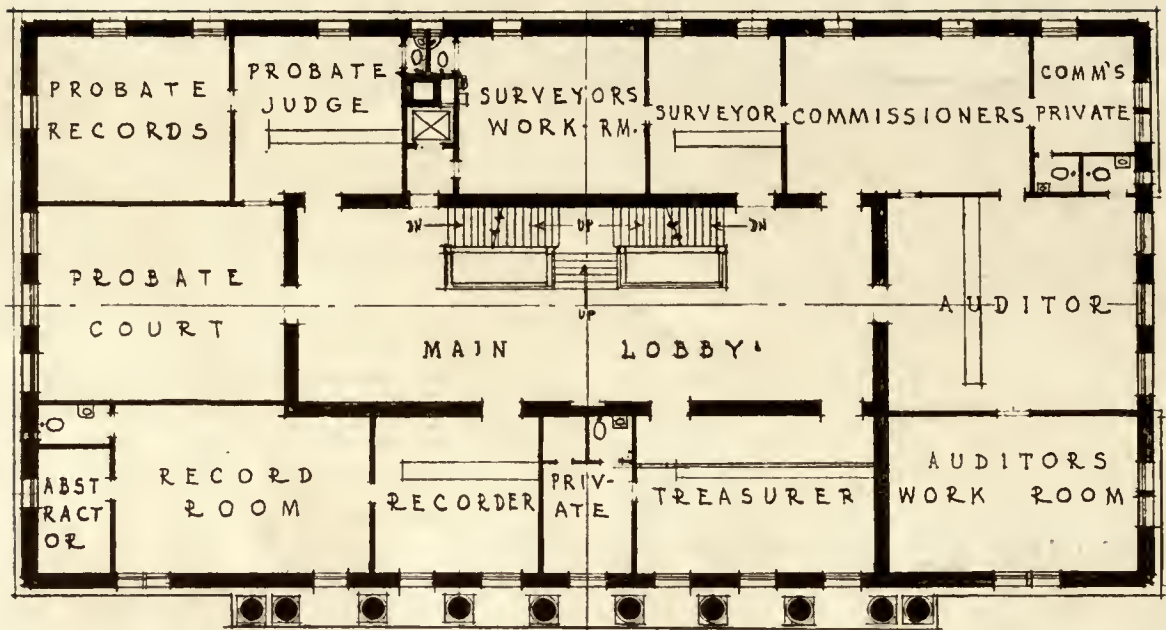 PROBATE
RECORDS
PROBATE
JUDGE
SURVEYORS
WORK RM.
SURVEYOR
COMMISSIONERS
COMM'S
PRIVATE
DN
UP
DN
PROBATE
COURT
UP
MAIN LOBBY
AUDITOR
ABST
RACT
OR
RECORD
ROOM
RECORDER
PRIV-
ATE
TREASURER
AUDITORS
WORK ROOM